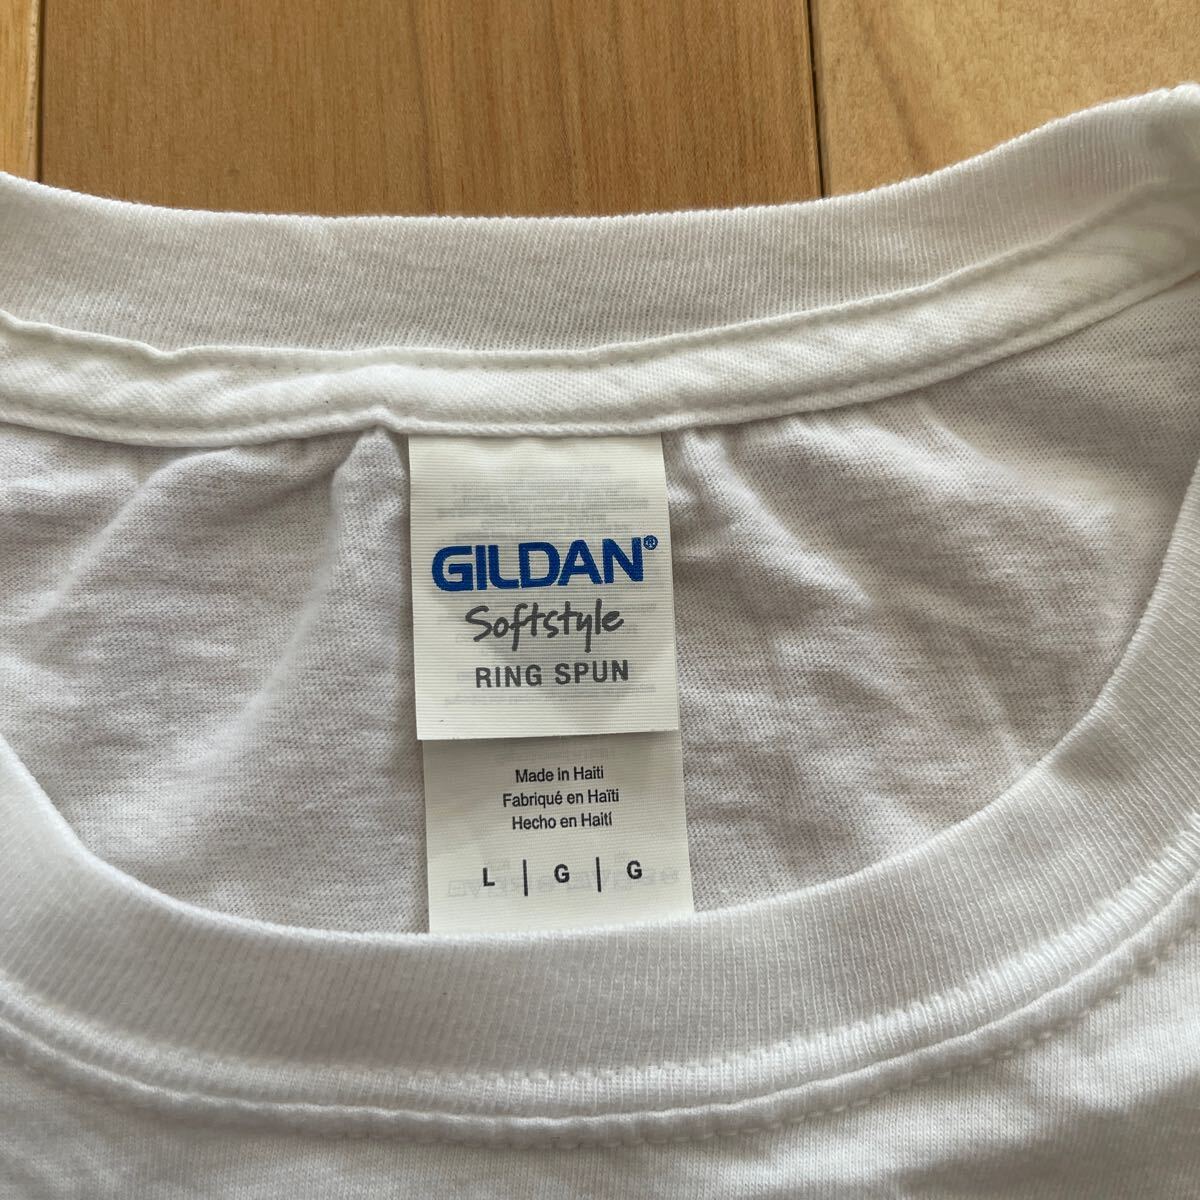 GILDAN®
Softstyle
RING SPUN
Made in Haiti
Fabriqué en Haïti
Hecho en Haití
L | G | G